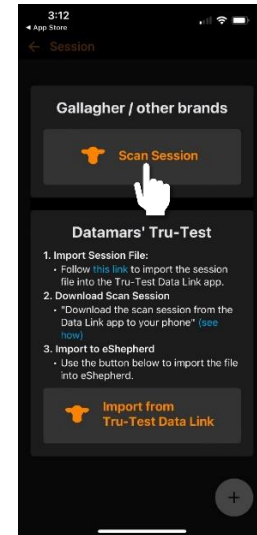 3:12
◄ App Store
← Session
Gallagher / other brands
Scan Session
Datamars' Tru-Test
1. Import Session File:
• Follow this link to import the session
file into the Tru-Test Data Link app.
2. Download Scan Session
• "Download the scan session from the
Data Link app to your phone" (see
how)
3. Import to eShepherd
• Use the button below to import the file
into eShepherd.
Import from
Tru-Test Data Link
+